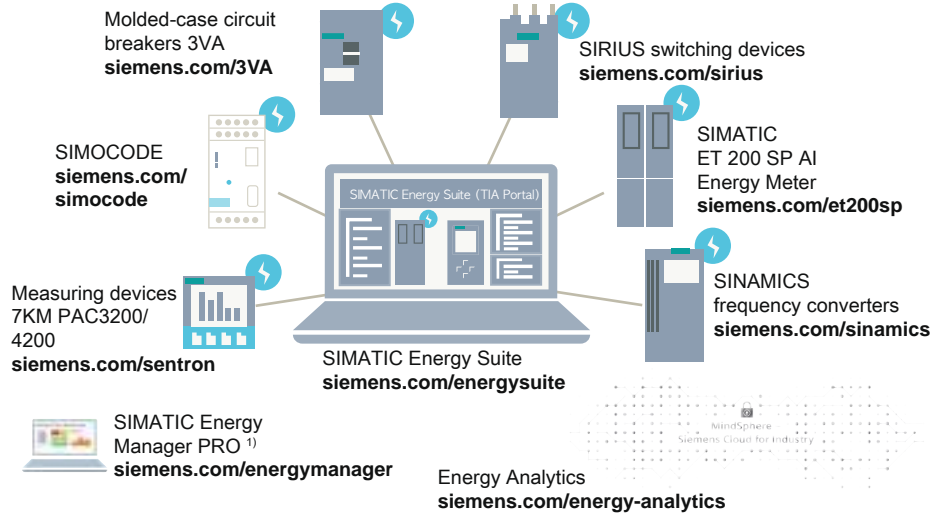 Molded-case circuit
breakers 3VA
siemens.com/3VA
SIRIUS switching devices
siemens.com/sirius
SIMOCODE
siemens.com/
simocode
SIMATIC
ET 200 SP AI
Energy Meter
siemens.com/et200sp
SIMATIC Energy Suite (TIA Portal)
Measuring devices
7KM PAC3200/
4200
siemens.com/sentron
SINAMICS
frequency converters
siemens.com/sinamics
SIMATIC Energy Suite
siemens.com/energysuite
SIMATIC Energy
Manager PRO 1)
siemens.com/energymanager
MindSphere
Siemens Cloud for Industry
Energy Analytics
siemens.com/energy-analytics